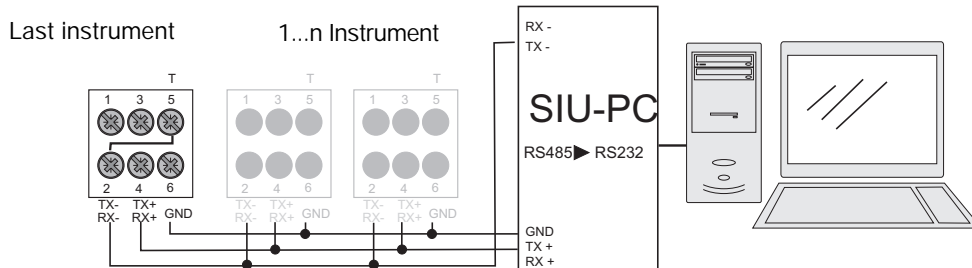 Last instrument
1...n Instrument
T
1 3 5
2 4 6
TX- TX+
RX- RX+ GND
T
1 3 5
2 4 6
TX- TX+
RX- RX+ GND
T
1 3 5
2 4 6
TX- TX+
RX- RX+ GND
RX -
TX -
SIU-PC
RS485 ▶ RS232
GND
TX +
RX +